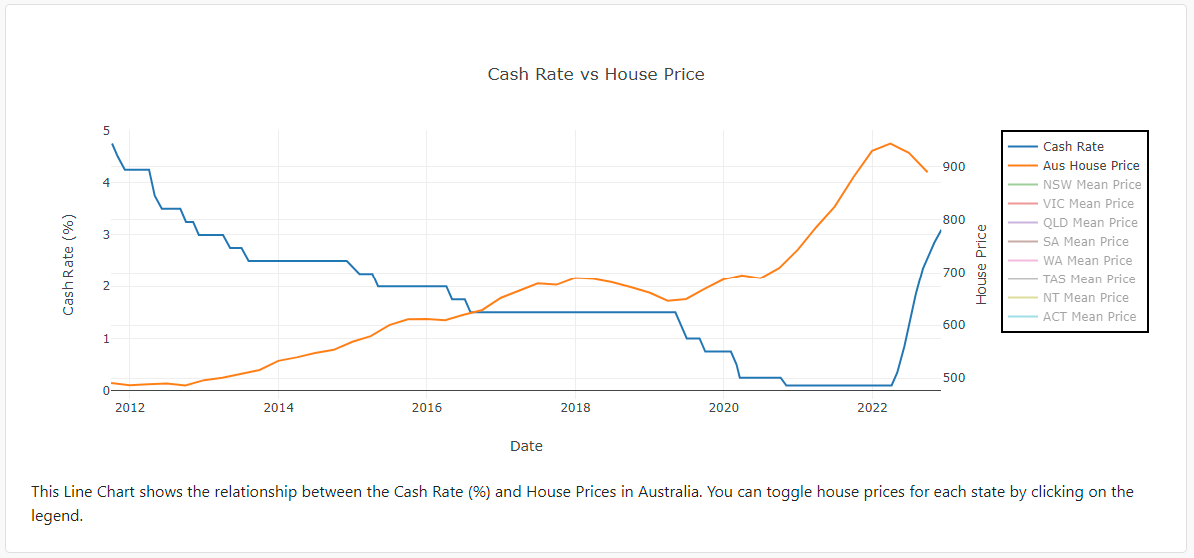 Cash Rate vs House Price
5
4
3
2
1
0
Cash Rate (%)
900
800
700
600
500
House Price
2012
2014
2016
2018
2020
2022
Date
Cash Rate
Aus House Price
NSW Mean Price
VIC Mean Price
QLD Mean Price
SA Mean Price
WA Mean Price
TAS Mean Price
NT Mean Price
ACT Mean Price
This Line Chart shows the relationship between the Cash Rate (%) and House Prices in Australia. You can toggle house prices for each state by clicking on the
legend.